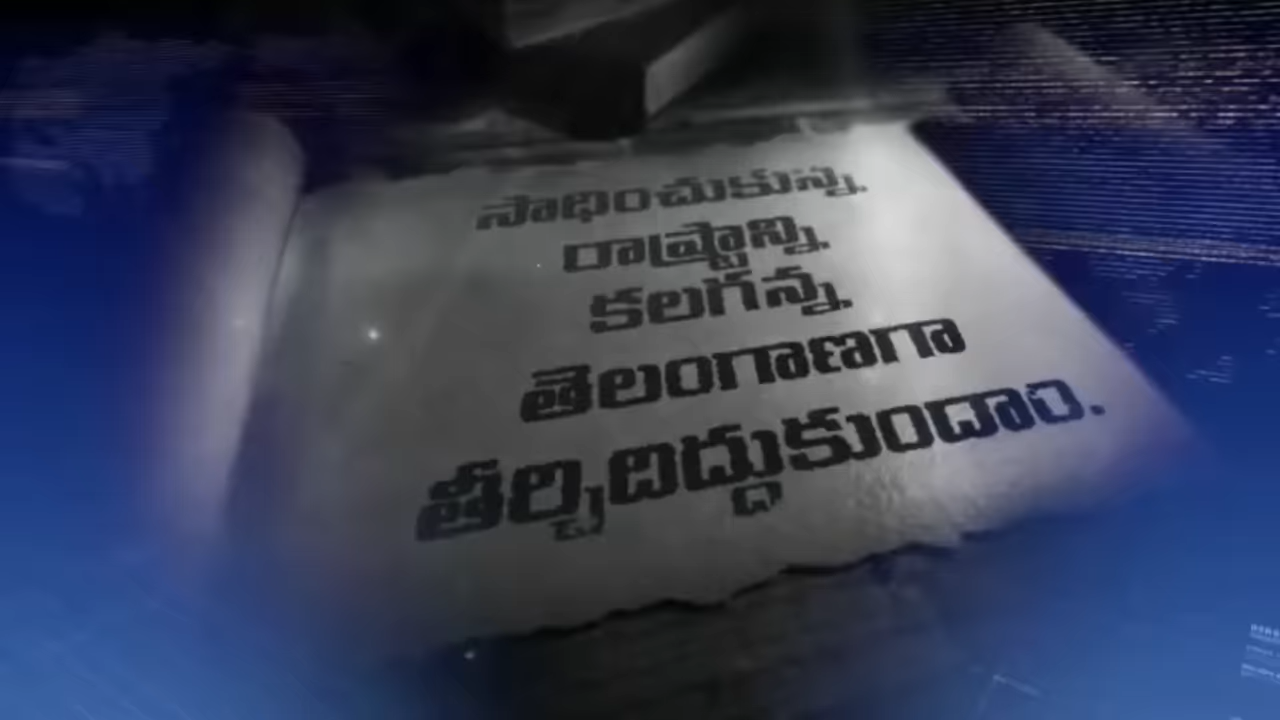 సాధించుకున్న
రాష్ట్రాన్ని
కలగన్న
తెలంగాణగా
తీర్చిదిద్దుకుందాం.